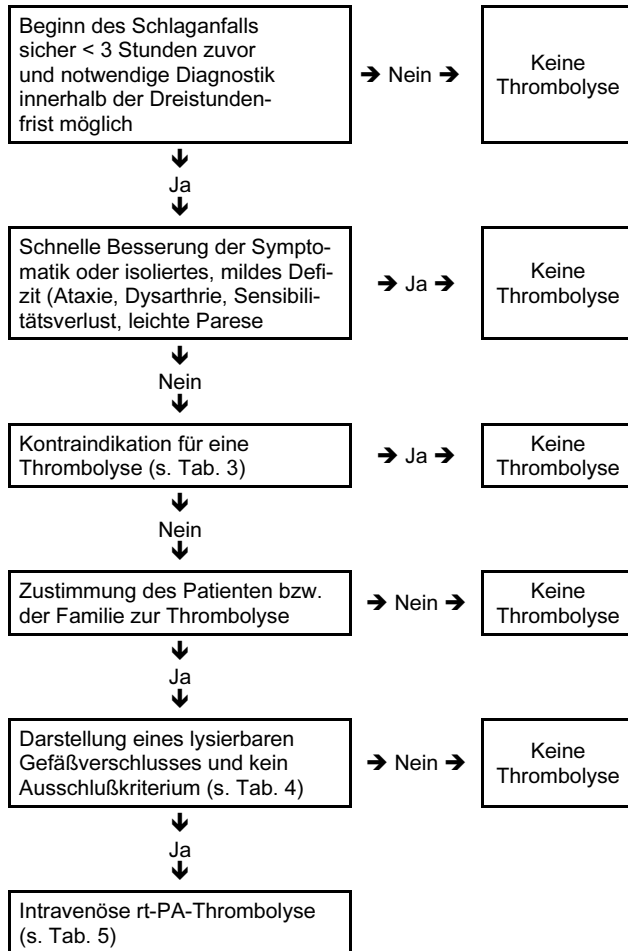 Beginn des Schlaganfalls
sicher < 3 Stunden zuvor
und notwendige Diagnostik
innerhalb der Dreistunden-
frist möglich
➔ Nein ➔
Keine
Thrombolyse
Ja
Schnelle Besserung der Sympto-
matik oder isoliertes, mildes Defi-
zit (Ataxie, Dysarthrie, Sensibili-
tätsverlust, leichte Parese
➔ Ja ➔
Keine
Thrombolyse
Nein
Kontraindikation für eine
Thrombolyse (s. Tab. 3)
➔ Ja ➔
Keine
Thrombolyse
Nein
Zustimmung des Patienten bzw.
der Familie zur Thrombolyse
➔ Nein ➔
Keine
Thrombolyse
Ja
Darstellung eines lysierbaren
Gefäßverschlusses und kein
Ausschlußkriterium (s. Tab. 4)
➔ Nein ➔
Keine
Thrombolyse
Ja
Intravenöse rt-PA-Thrombolyse
(s. Tab. 5)